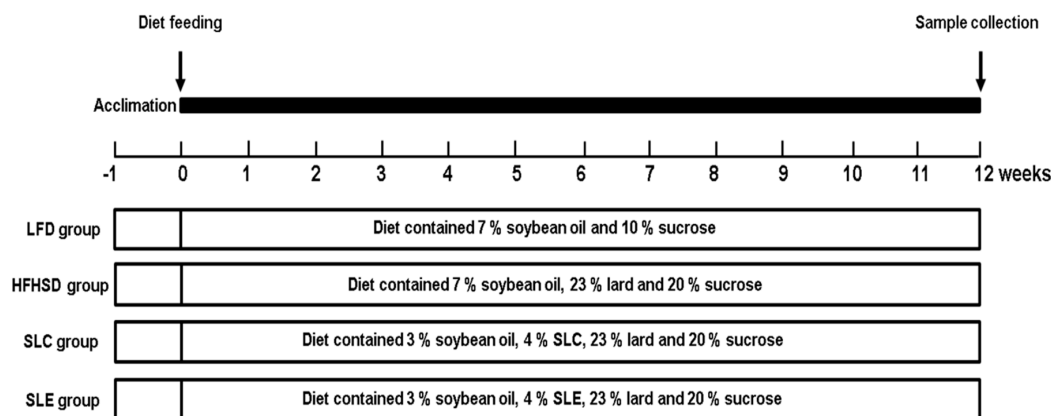 Diet feeding Sample collection
Acclimation
-1 0 1 2 3 4 5 6 7 8 9 10 11 12 weeks
LFD group Diet contained 7 % soybean oil and 10 % sucrose
HFHSD group Diet contained 7 % soybean oil, 23 % lard and 20 % sucrose
SLC group Diet contained 3 % soybean oil, 4 % SLC, 23 % lard and 20 % sucrose
SLE group Diet contained 3 % soybean oil, 4 % SLE, 23 % lard and 20 % sucrose